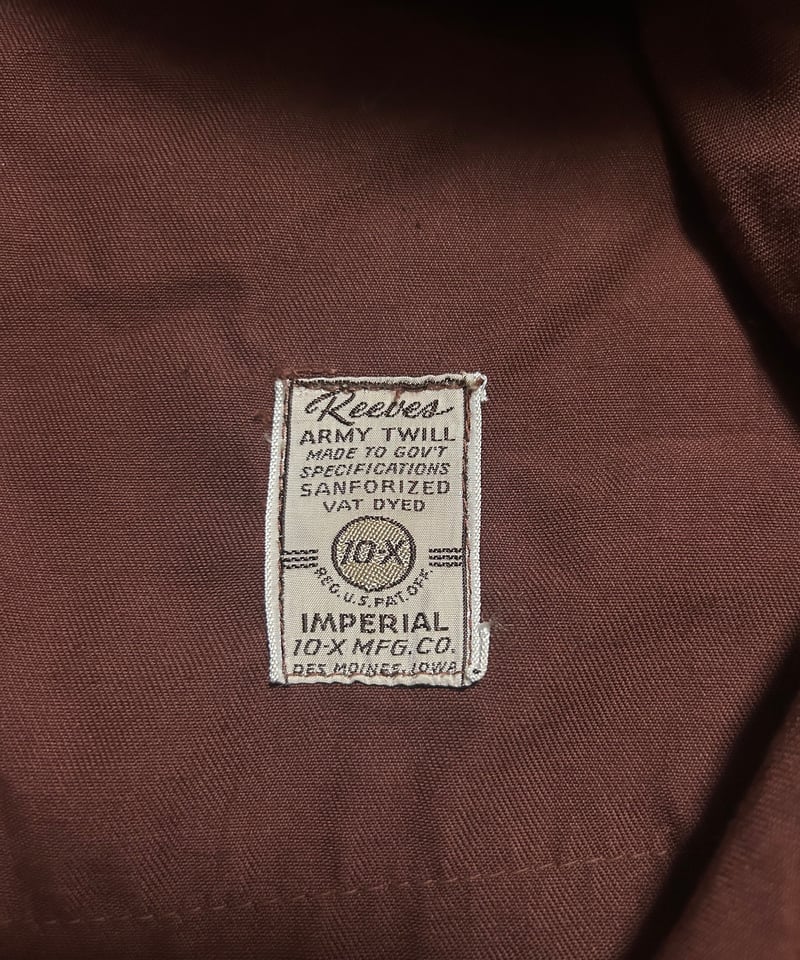 Reeves
ARMY TWILL
MADE TO GOV'T
SPECIFICATIONS
SANFORIZED
VAT DYED
10-X
REG. U.S. PAT. OFF.
IMPERIAL
10-X MFG. CO.
DES MOINES, IOWA